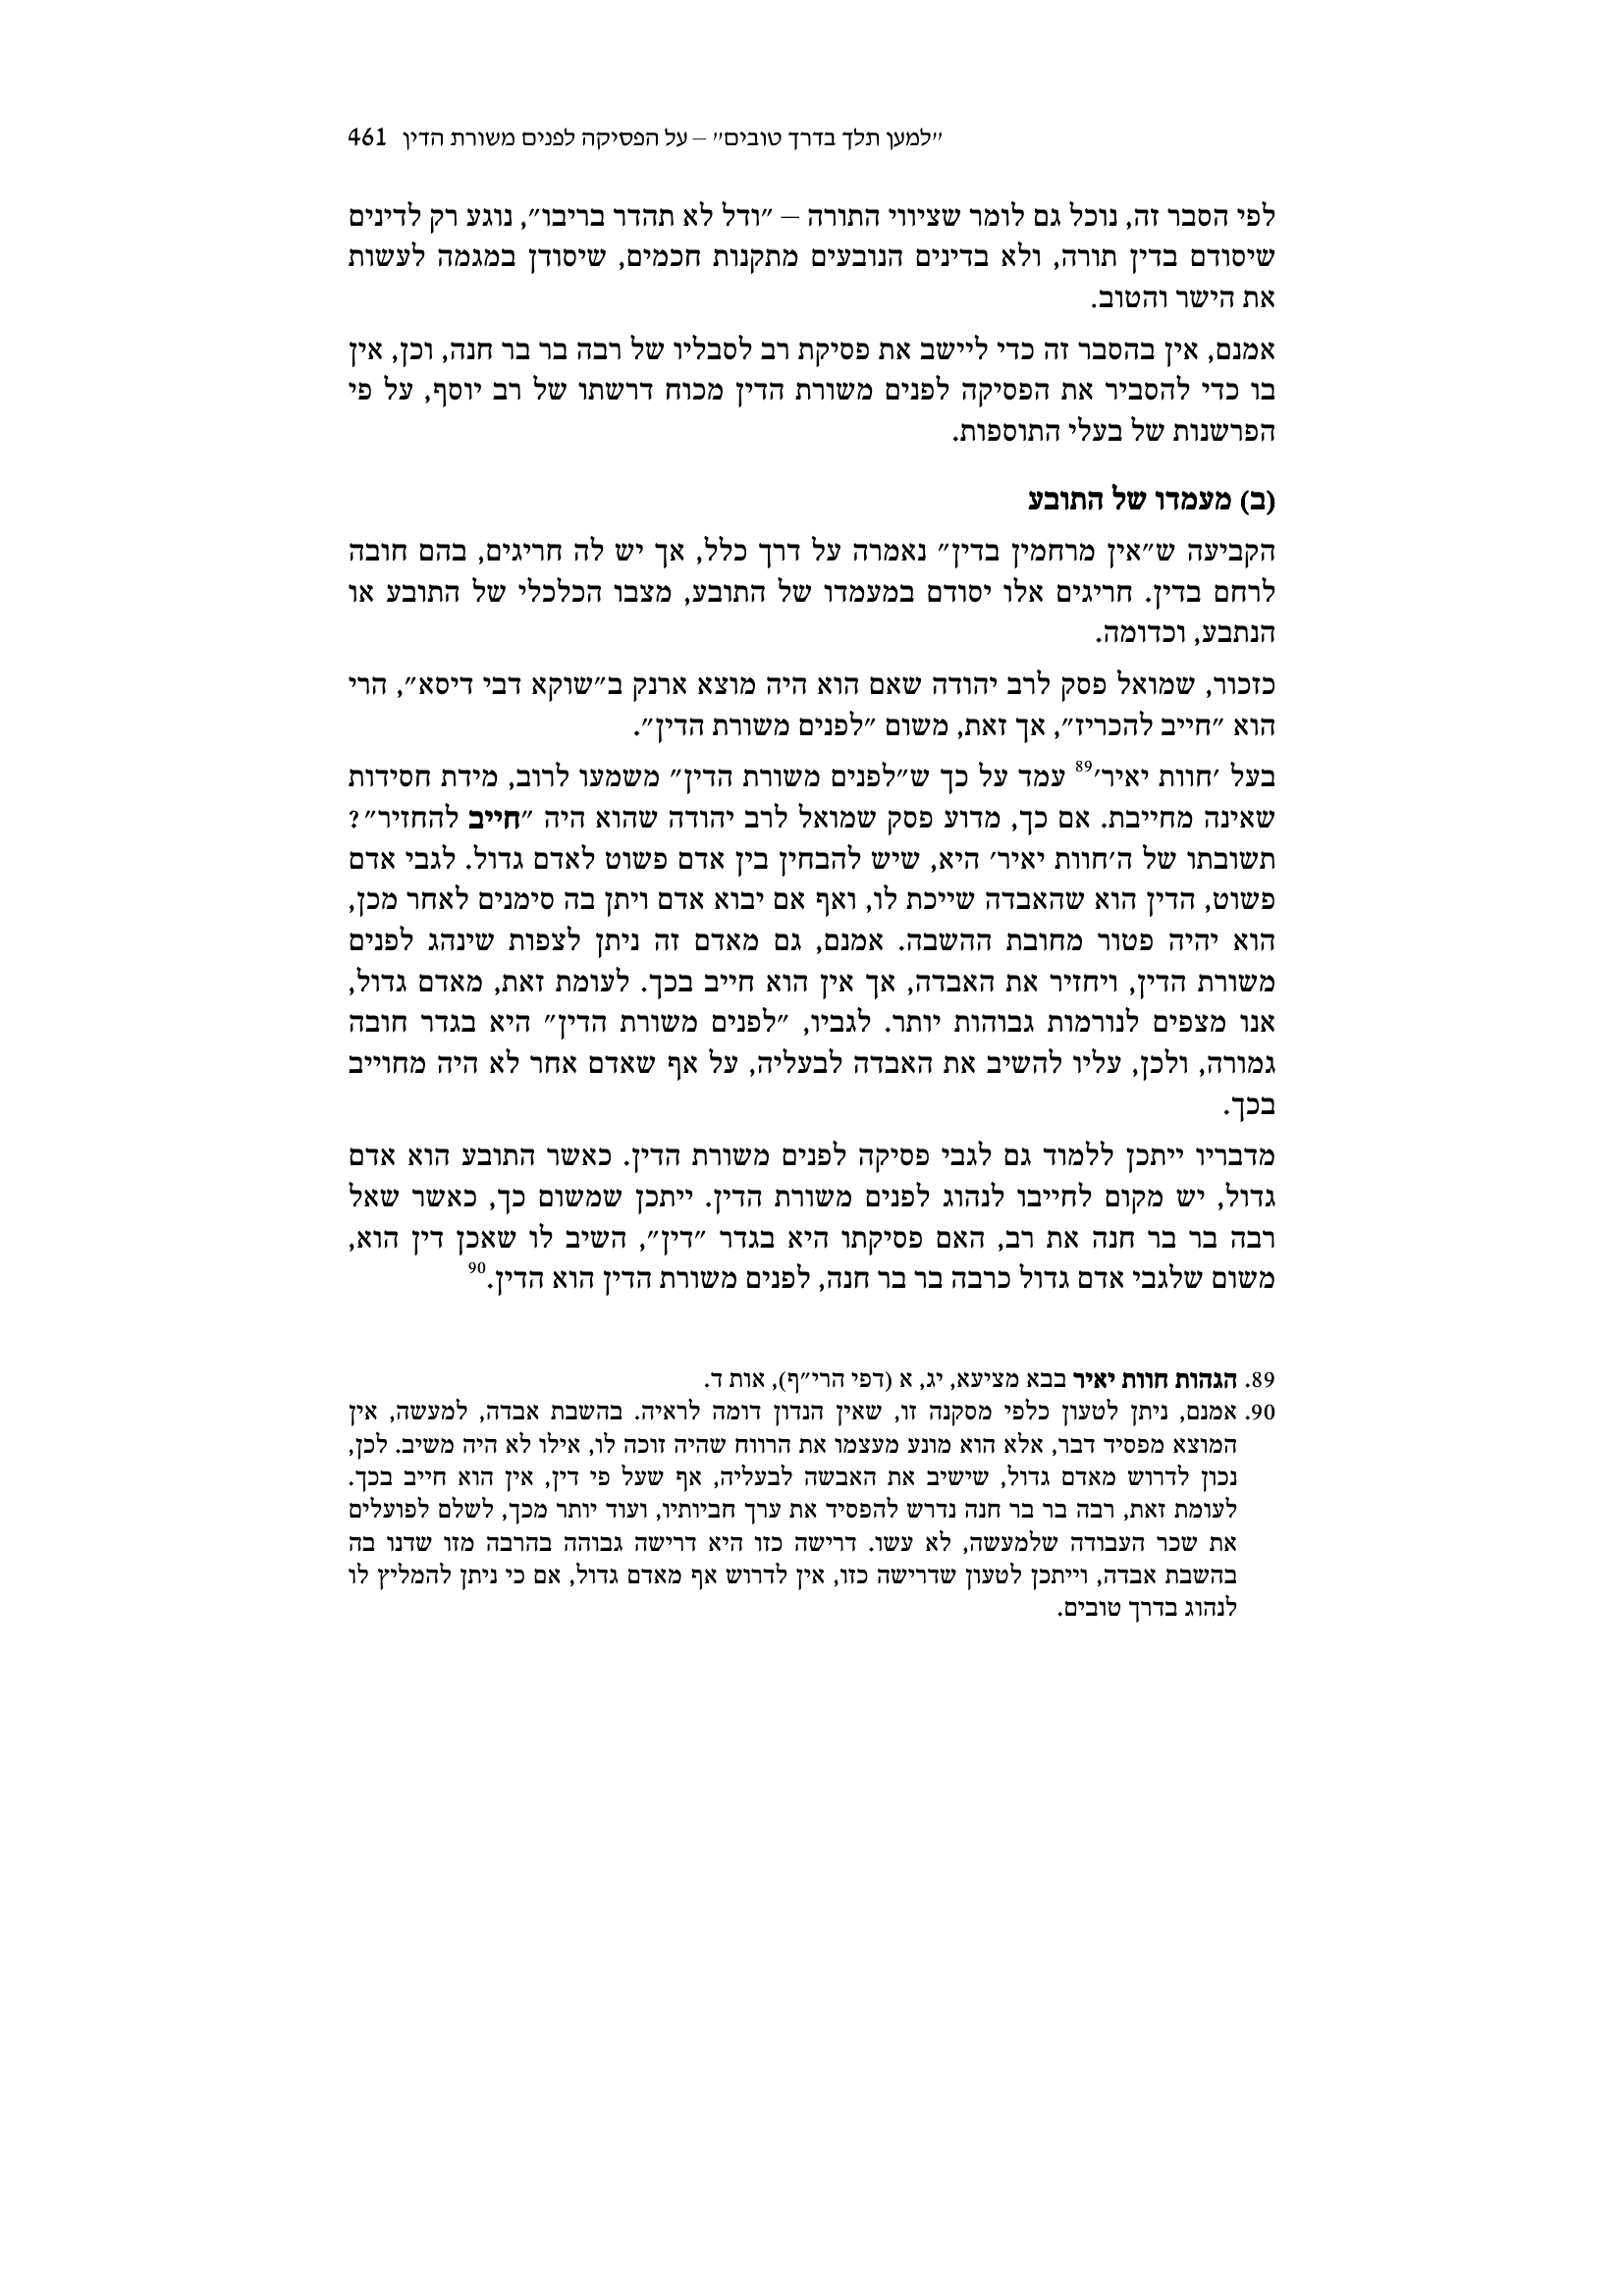 ״למען תלך בדרך טובים״ – על הפסיקה לפנים משורת הדין 461
לפי הסבר זה, נוכל גם לומר שציווי התורה – ״ודל לא תהדר בריבו״, נוגע רק לדינים
שיסודם בדין תורה, ולא בדינים הנובעים מתקנות חכמים, שיסודן במגמה לעשות
את הישר והטוב.
אמנם, אין בהסבר זה כדי ליישב את פסיקת רב לסבליו של רבה בר בר חנה, וכן, אין
בו כדי להסביר את הפסיקה לפנים משורת הדין מכוח דרשתו של רב יוסף, על פי
הפרשנות של בעלי התוספות.
(ב) מעמדו של התובע
הקביעה ש״אין מרחמין בדין״ נאמרה על דרך כלל, אך יש לה חריגים, בהם חובה
לרחם בדין. חריגים אלו יסודם במעמדו של התובע, מצבו הכלכלי של התובע או
הנתבע, וכדומה.
כזכור, שמואל פסק לרב יהודה שאם הוא היה מוצא ארנק ב״שוקא דבי דיסא״, הרי
הוא ״חייב להכריז״, אך זאת, משום ״לפנים משורת הדין״.
בעל ׳חוות יאיר׳89 עמד על כך ש״לפנים משורת הדין״ משמעו לרוב, מידת חסידות
שאינה מחייבת. אם כך, מדוע פסק שמואל לרב יהודה שהוא היה ״חייב להחזיר״?
תשובתו של ה׳חוות יאיר׳ היא, שיש להבחין בין אדם פשוט לאדם גדול. לגבי אדם
פשוט, הדין הוא שהאבדה שייכת לו, ואף אם יבוא אדם ויתן בה סימנים לאחר מכן,
הוא יהיה פטור מחובת ההשבה. אמנם, גם מאדם זה ניתן לצפות שינהג לפנים
משורת הדין, ויחזיר את האבדה, אך אין הוא חייב בכך. לעומת זאת, מאדם גדול,
אנו מצפים לנורמות גבוהות יותר. לגביו, ״לפנים משורת הדין״ היא בגדר חובה
גמורה, ולכן, עליו להשיב את האבדה לבעליה, על אף שאדם אחר לא היה מחוייב
בכך.
מדבריו ייתכן ללמוד גם לגבי פסיקה לפנים משורת הדין. כאשר התובע הוא אדם
גדול, יש מקום לחייבו לנהוג לפנים משורת הדין. ייתכן שמשום כך, כאשר שאל
רבה בר בר חנה את רב, האם פסיקתו היא בגדר ״דין״, השיב לו שאכן דין הוא,
משום שלגבי אדם גדול כרבה בר בר חנה, לפנים משורת הדין הוא הדין.90
89. הגהות חוות יאיר בבא מציעא, יג, א (דפי הרי״ף), אות ד.
90. אמנם, ניתן לטעון כלפי מסקנה זו, שאין הנדון דומה לראיה. בהשבת אבדה, למעשה, אין
המוצא מפסיד דבר, אלא הוא מונע מעצמו את הרווח שהיה זוכה לו, אילו לא היה משיב. לכן,
נכון לדרוש מאדם גדול, שישיב את האבשה לבעליה, אף שעל פי דין, אין הוא חייב בכך.
לעומת זאת, רבה בר בר חנה נדרש להפסיד את ערך חביותיו, ועוד יותר מכך, לשלם לפועלים
את שכר העבודה שלמעשה, לא עשו. דרישה כזו היא דרישה גבוהה בהרבה מזו שדנו בה
בהשבת אבדה, וייתכן לטעון שדרישה כזו, אין לדרוש אף מאדם גדול, אם כי ניתן להמליץ לו
לנהוג בדרך טובים.